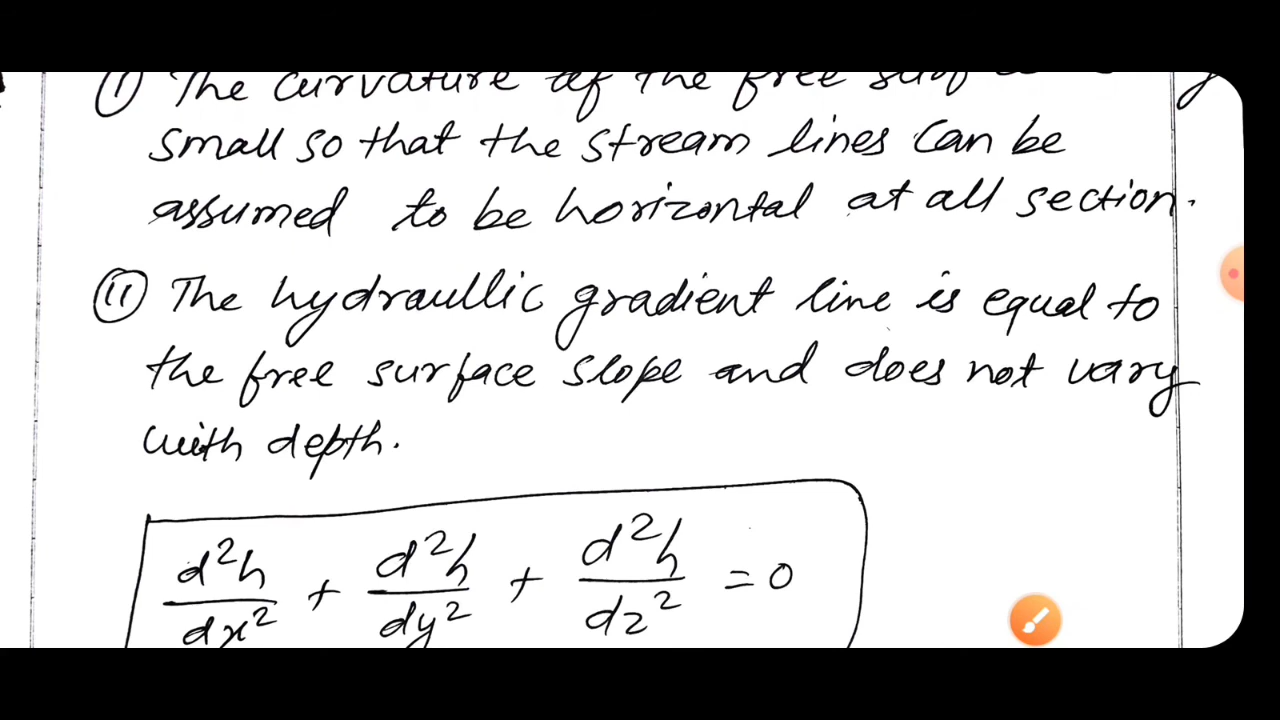 (i) The curvature of the free
small so that the stream lines can be
assumed to be horizontal at all section.
(ii) The hydraullic gradient line is equal to
the free surface slope and does not vary
with depth.
d²h/dx² + d²h/dy² + d²h/dz² = 0